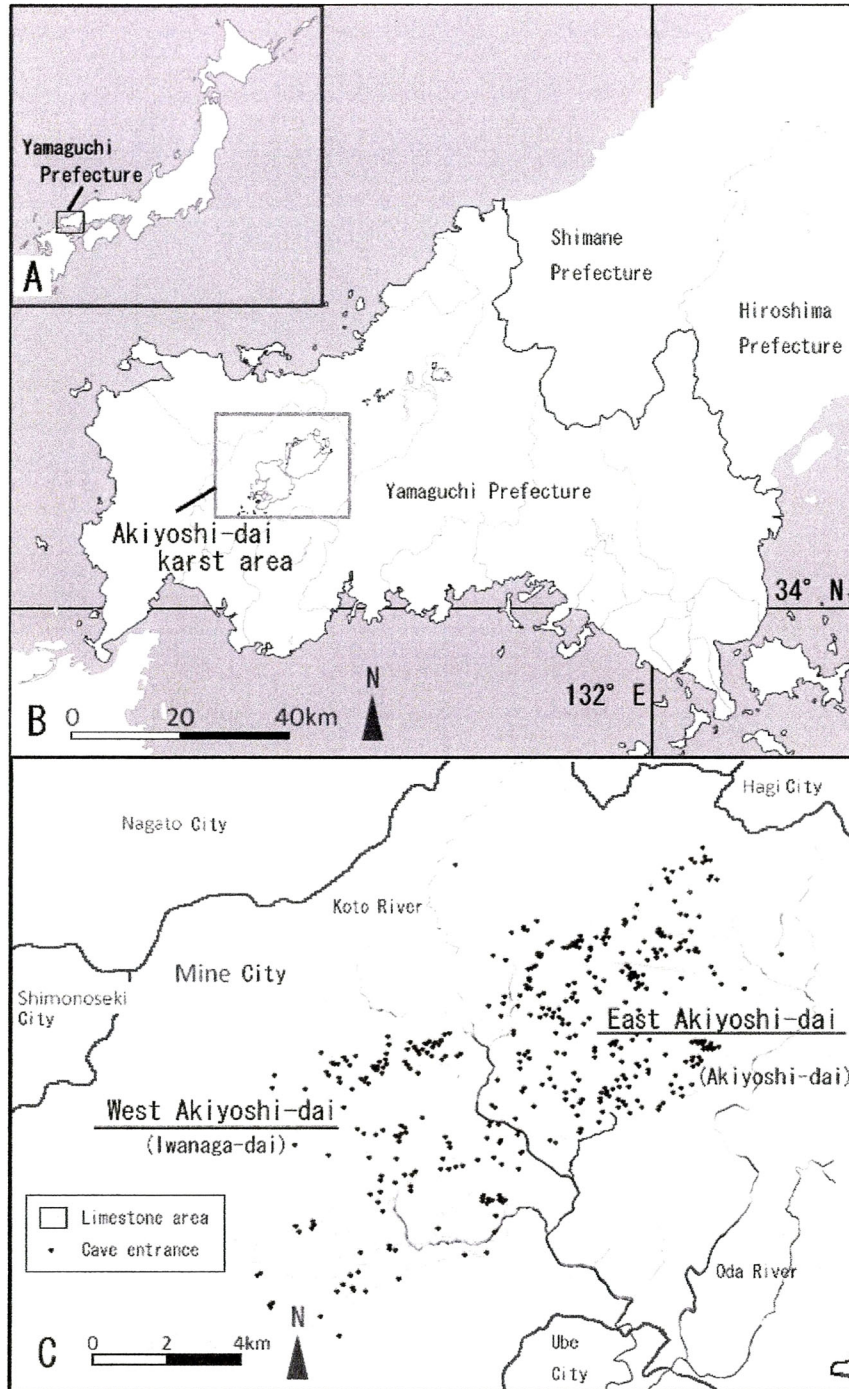 Yamaguchi
Prefecture
A
Shimane
Prefecture
Hiroshima
Prefecture
Yamaguchi Prefecture
Akiyoshi-dai
karst area
34° N
132° E
B
0 20 40km
N
Hagi City
Nagato City
Koto River
Mine City
Shimonoseki
City
East Akiyoshi-dai
(Akiyoshi-dai)
West Akiyoshi-dai
(Iwanaga-dai)
Limestone area
Cave entrance
Oda River
N
C
0 2 4km
Ube
City